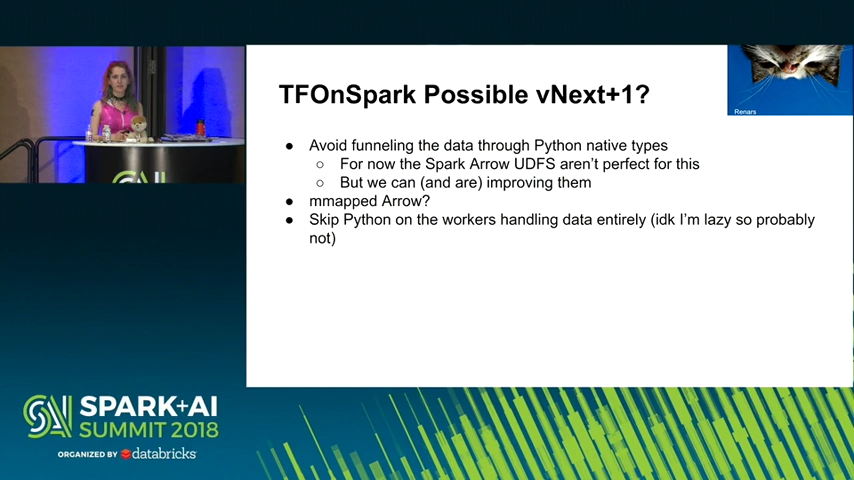 TFOnSpark Possible vNext+1?
Renars
● Avoid funneling the data through Python native types
○ For now the Spark Arrow UDFS aren't perfect for this
○ But we can (and are) improving them
● mmapped Arrow?
● Skip Python on the workers handling data entirely (idk I'm lazy so probably
not)
SPARK+AI
SUMMIT 2018
ORGANIZED BY databricks